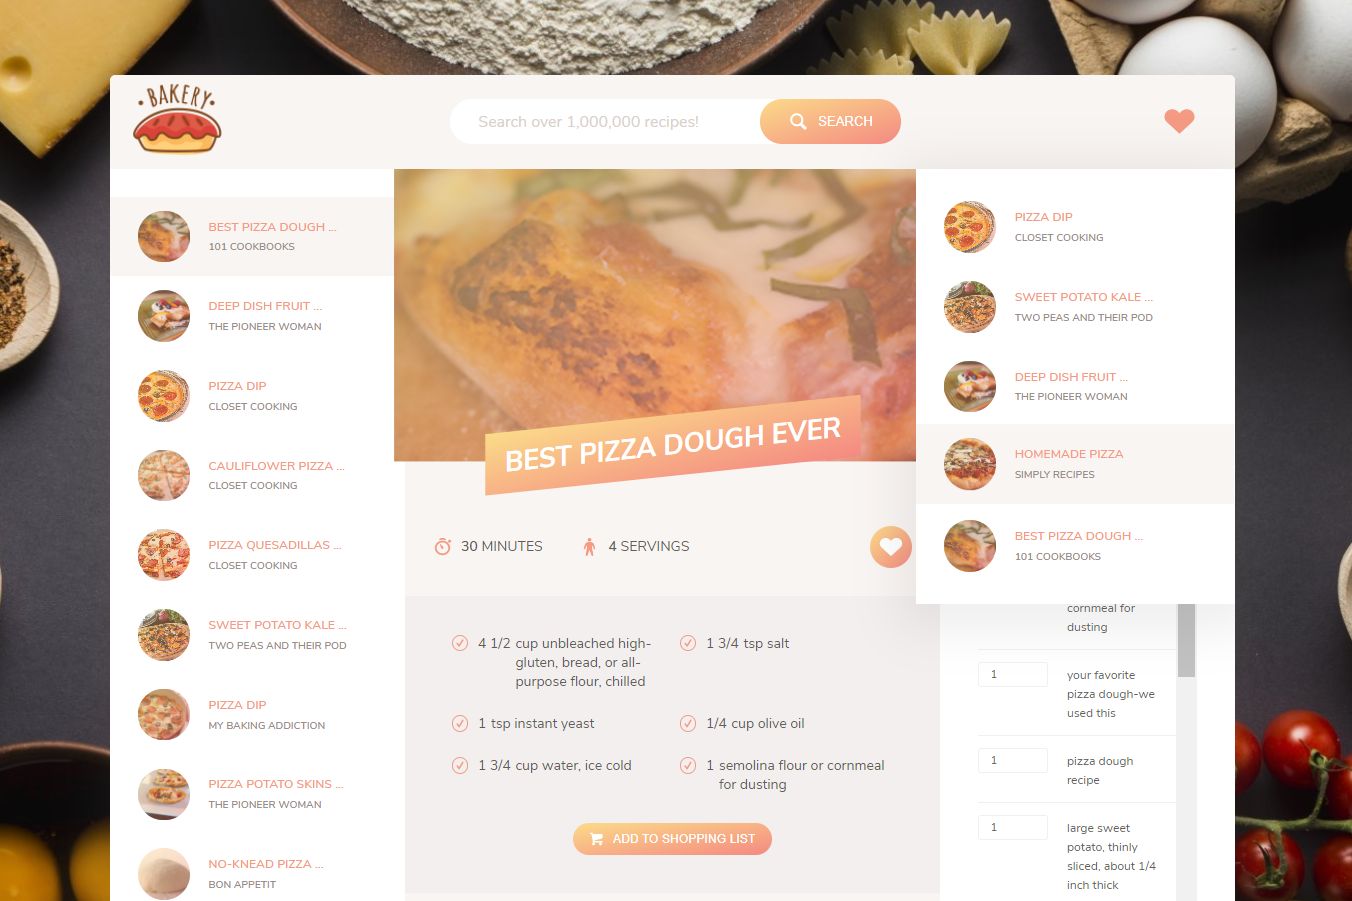 BAKERY
Search over 1,000,000 recipes!
SEARCH
BEST PIZZA DOUGH ...
101 COOKBOOKS
DEEP DISH FRUIT ...
THE PIONEER WOMAN
PIZZA DIP
CLOSET COOKING
CAULIFLOWER PIZZA ...
CLOSET COOKING
PIZZA QUESADILLAS ...
CLOSET COOKING
SWEET POTATO KALE ...
TWO PEAS AND THEIR POD
PIZZA DIP
MY BAKING ADDICTION
PIZZA POTATO SKINS ...
THE PIONEER WOMAN
NO-KNEAD PIZZA ...
BON APPETIT
BEST PIZZA DOUGH EVER
30 MINUTES
4 SERVINGS
4 1/2 cup unbleached high-
gluten, bread, or all-
purpose flour, chilled
1 3/4 tsp salt
1 tsp instant yeast
1/4 cup olive oil
1 3/4 cup water, ice cold
1 semolina flour or cornmeal
for dusting
ADD TO SHOPPING LIST
PIZZA DIP
CLOSET COOKING
SWEET POTATO KALE ...
TWO PEAS AND THEIR POD
DEEP DISH FRUIT ...
THE PIONEER WOMAN
HOMEMADE PIZZA
SIMPLY RECIPES
BEST PIZZA DOUGH ...
101 COOKBOOKS
cornmeal for
dusting
1 your favorite
pizza dough-we
used this
1 pizza dough
recipe
1 large sweet
potato, thinly
sliced, about 1/4
inch thick